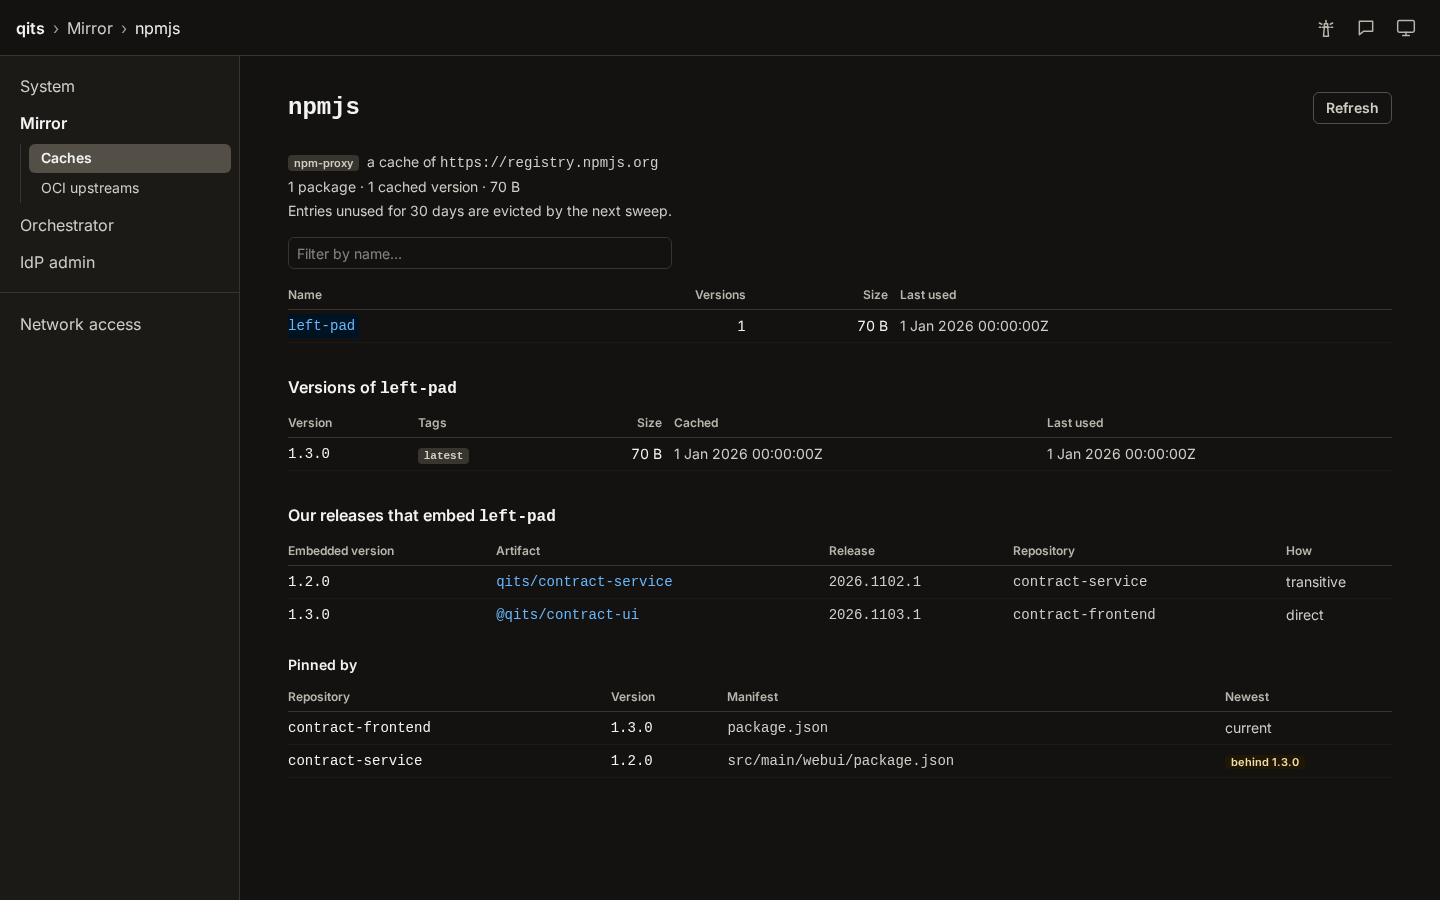 qits › Mirror › npmjs
System
Mirror
Caches
OCI upstreams
Orchestrator
IdP admin
Network access
npmjs
Refresh
npm-proxy a cache of https://registry.npmjs.org
1 package · 1 cached version · 70 B
Entries unused for 30 days are evicted by the next sweep.
Filter by name...
Name Versions Size Last used
left-pad 1 70 B 1 Jan 2026 00:00:00Z
Versions of left-pad
Version Tags Size Cached Last used
1.3.0 latest 70 B 1 Jan 2026 00:00:00Z 1 Jan 2026 00:00:00Z
Our releases that embed left-pad
Embedded version Artifact Release Repository How
1.2.0 qits/contract-service 2026.1102.1 contract-service transitive
1.3.0 @qits/contract-ui 2026.1103.1 contract-frontend direct
Pinned by
Repository Version Manifest Newest
contract-frontend 1.3.0 package.json current
contract-service 1.2.0 src/main/webui/package.json behind 1.3.0